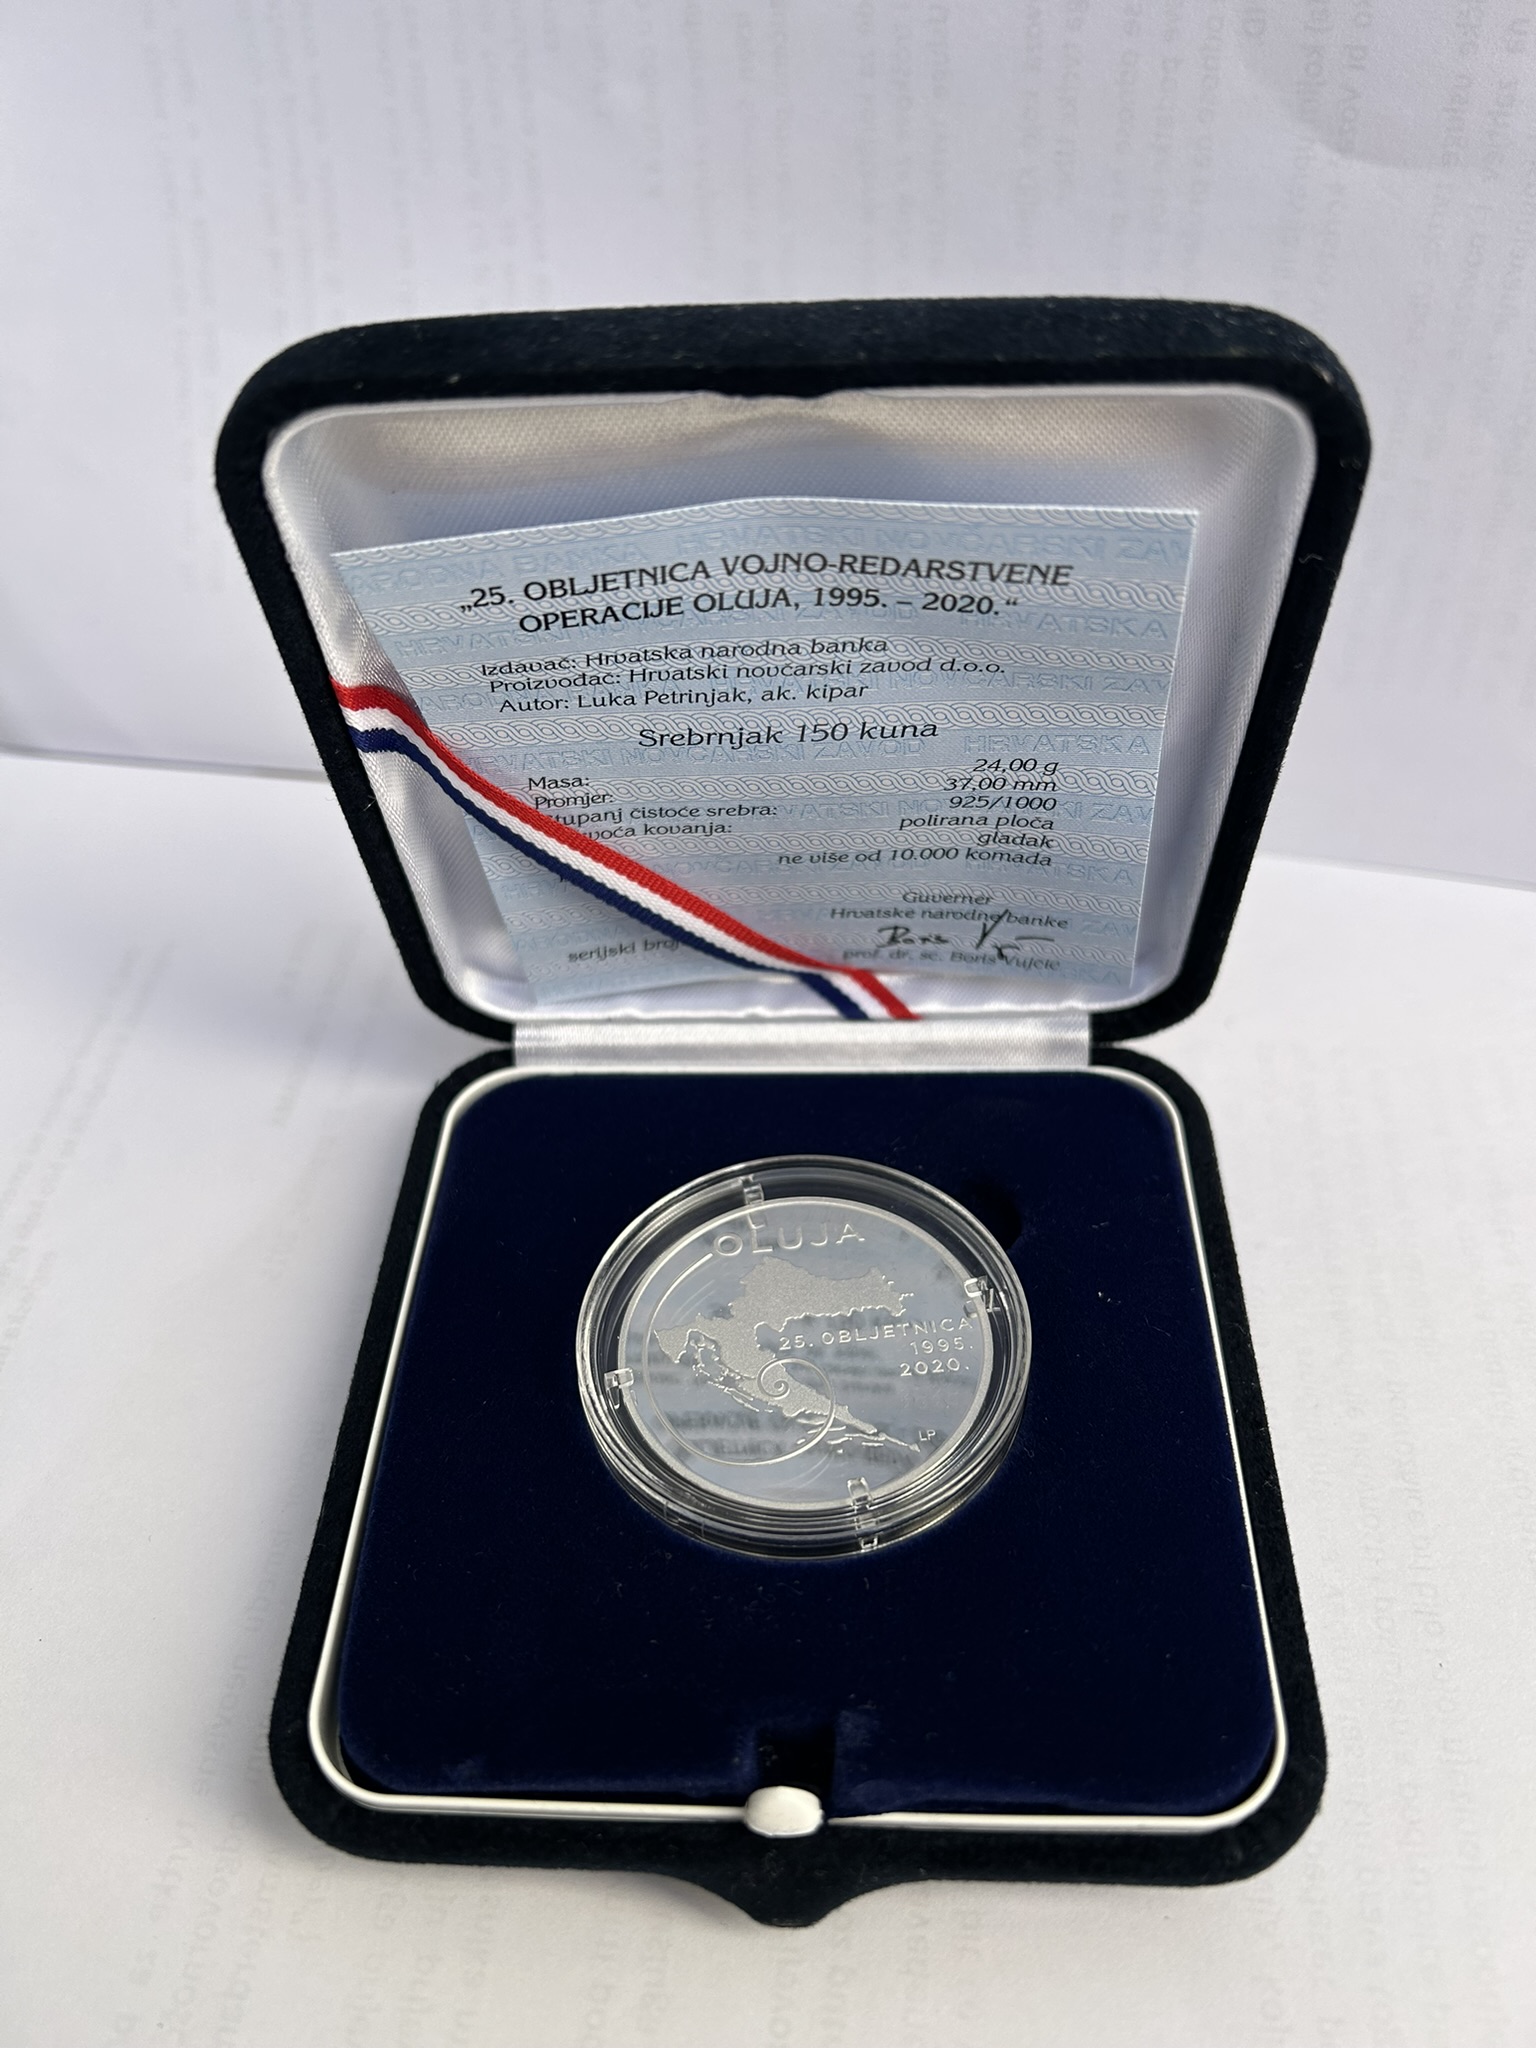 „25. OBLJETNICA VOJNO-REDARSTVENE
OPERACIJE OLUJA, 1995. – 2020.“
Izdavač: Hrvatska narodna banka
Proizvođač: Hrvatski novčarski zavod d.o.o.
Autor: Luka Petrinjak, ak. kipar
Srebrnjak 150 kuna
Masa: 24,00 g
Promjer: 37,00 mm
čistoće srebra: 925/1000
kovanja: polirana ploča
gladak
ne više od 10.000 komada
Guverner
Hrvatske narodne banke
Boris
serijski broj
prof. dr. sc. Boris Vujčić
OLUJA
25. OBLJETNICA
1995.
2020.
LP